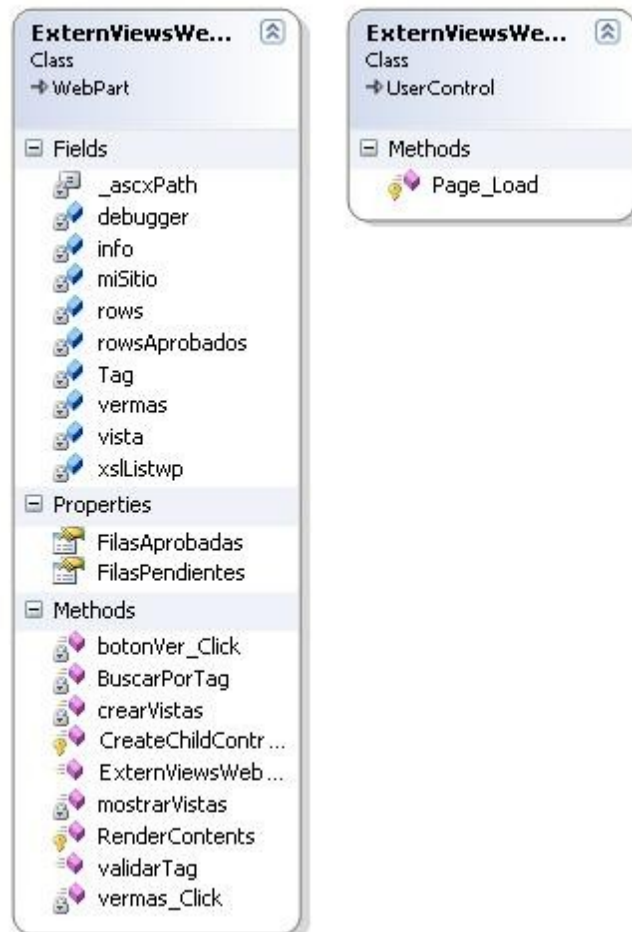 ExternViewsWe...
Class
WebPart
Fields
_ascxPath
debugger
info
miSitio
rows
rowsAprobados
Tag
vermas
vista
xslListwp
Properties
FilasAprobadas
FilasPendientes
Methods
botonVer_Click
BuscarPorTag
crearVistas
CreateChildContr...
ExternViewsWeb...
mostrarVistas
RenderContents
validarTag
vermas_Click
ExternViewsWe...
Class
UserControl
Methods
Page_Load